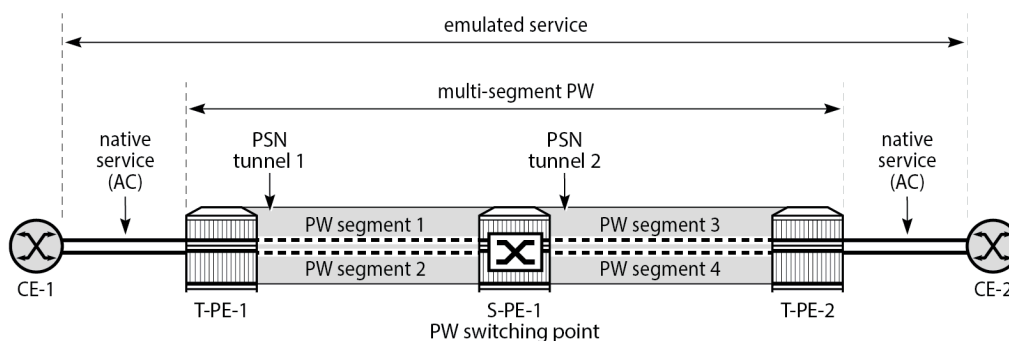 emulated service
multi-segment PW
native
service
(AC)
PSN
tunnel 1
PSN
tunnel 2
native
service
(AC)
PW segment 1
PW segment 3
PW segment 2
PW segment 4
CE-1
T-PE-1
S-PE-1
PW switching point
T-PE-2
CE-2